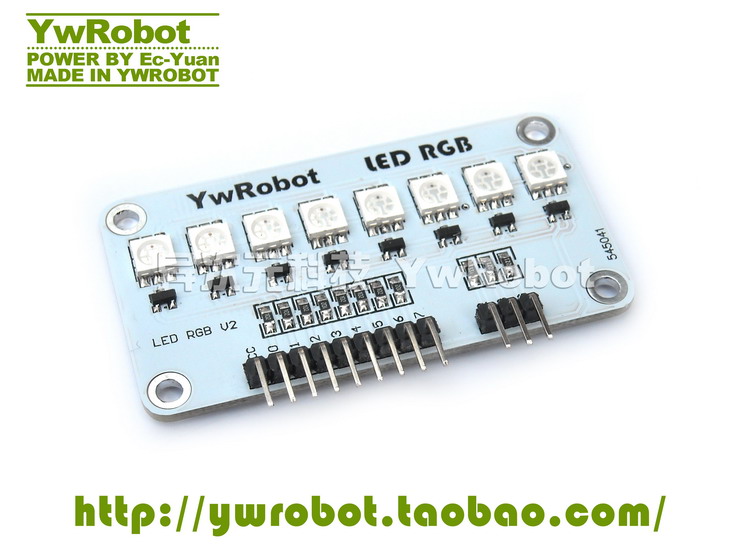 YwRobot
POWER BY Ec-Yuan
MADE IN YWROBOT
LED RGB
YwRobot
545041
YwRobot
LED RGB V2
0 1 2 3 4 5 6 7
http://ywrobot.taobao.com/